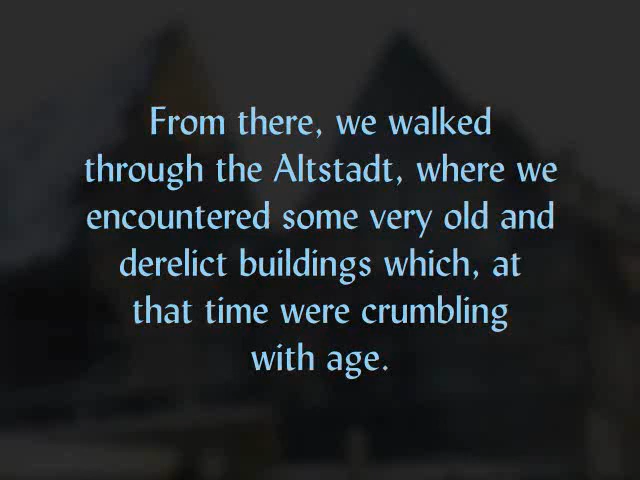 From there, we walked
through the Altstadt, where we
encountered some very old and
derelict buildings which, at
that time were crumbling
with age.